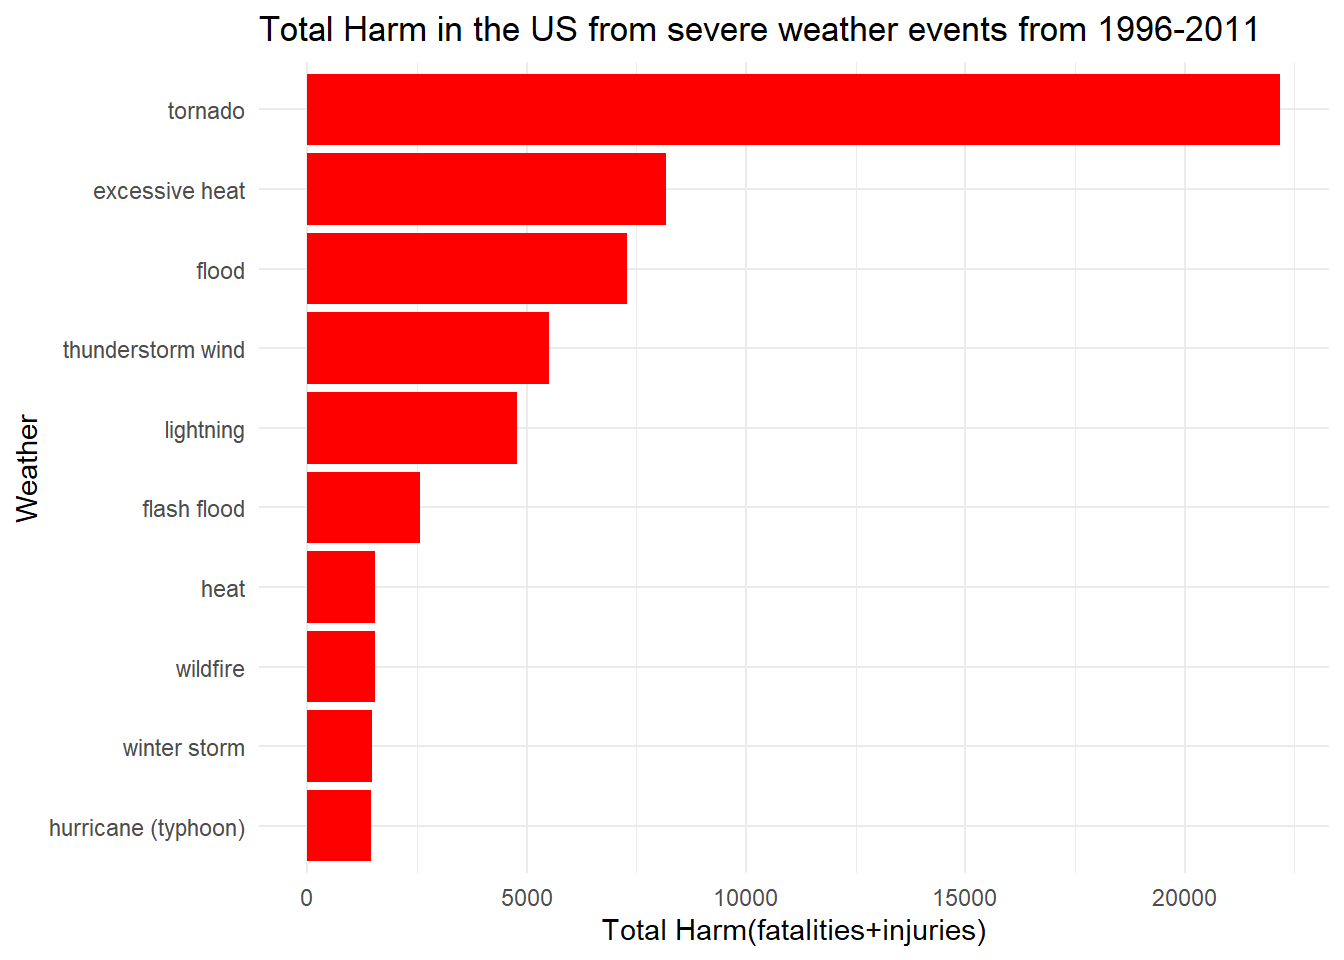 Total Harm in the US from severe weather events from 1996-2011
tornado
excessive heat
flood
thunderstorm wind
lightning
flash flood
heat
wildfire
winter storm
hurricane (typhoon)
Weather
0 5000 10000 15000 20000
Total Harm(fatalities+injuries)